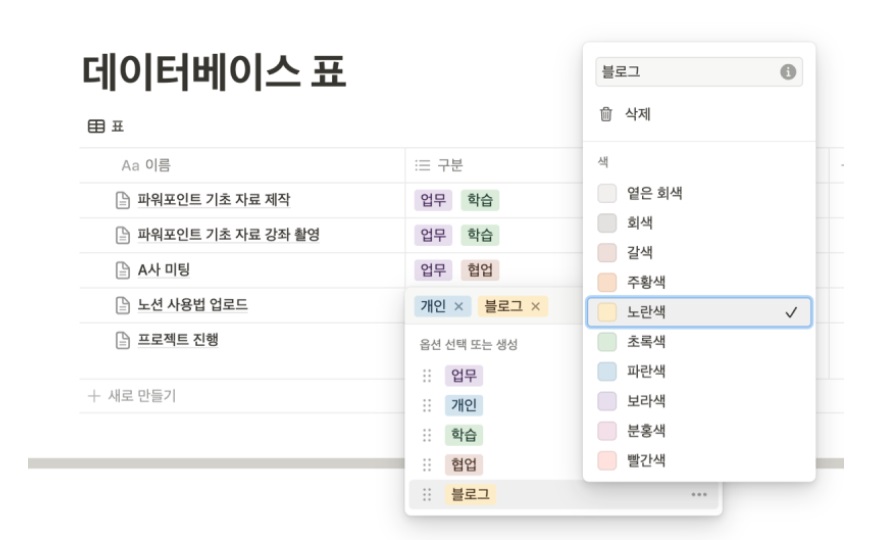 데이터베이스 표
표
Aa 이름
구분
파워포인트 기초 자료 제작
업무 학습
파워포인트 기초 자료 강좌 촬영
업무 학습
A사 미팅
업무 협업
노션 사용법 업로드
개인 × 블로그 ×
프로젝트 진행
+ 새로 만들기
옵션 선택 또는 생성
업무
개인
학습
협업
블로그
블로그
삭제
색
옅은 회색
회색
갈색
주황색
노란색
초록색
파란색
보라색
분홍색
빨간색